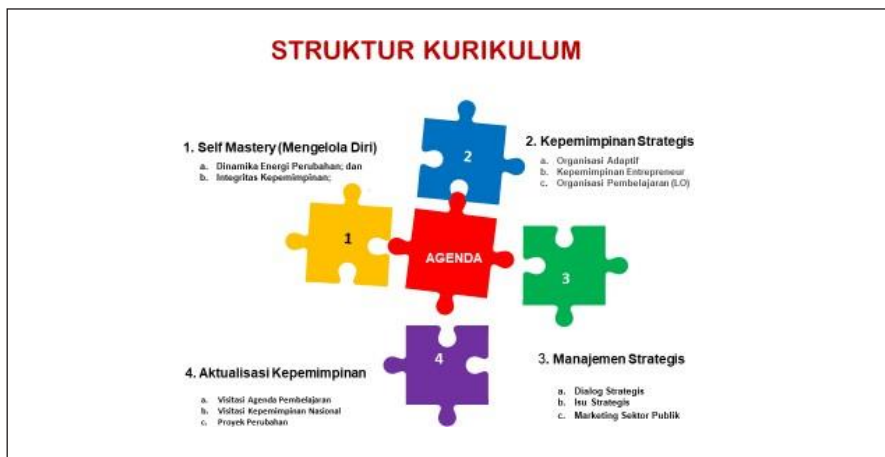 STRUKTUR KURIKULUM
1. Self Mastery (Mengelola Diri)
a. Dinamika Energi Perubahan; dan
b. Integritas Kepemimpinan;
2. Kepemimpinan Strategis
a. Organisasi Adaptif
b. Kepemimpinan Entrepreneur
c. Organisasi Pembelajaran (LO)
2
1
AGENDA
3
4
4. Aktualisasi Kepemimpinan
a. Visitasi Agenda Pembelajaran
b. Visitasi Kepemimpinan Nasional
c. Proyek Perubahan
3. Manajemen Strategis
a. Dialog Strategis
b. Isu Strategis
c. Marketing Sektor Publik